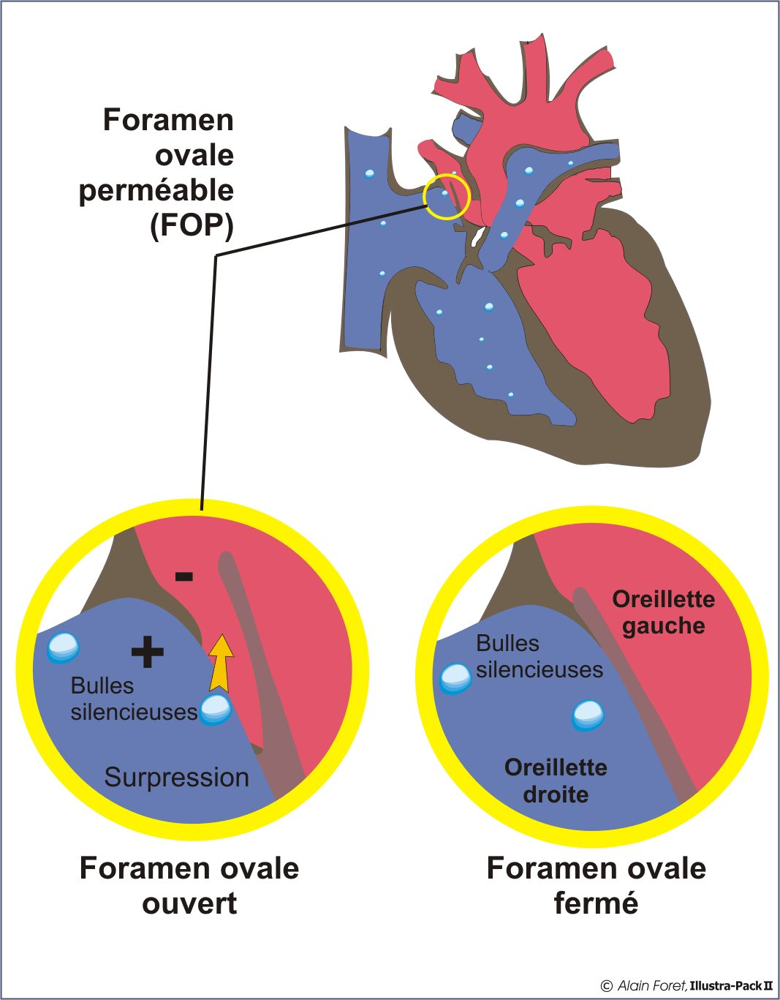 Foramen
ovale
perméable
(FOP)
-
+
Bulles
silencieuses
Surpression
Foramen ovale
ouvert
Oreillette
gauche
Bulles
silencieuses
Oreillette
droite
Foramen ovale
fermé
© Alain Foret, Illustra-Pack II